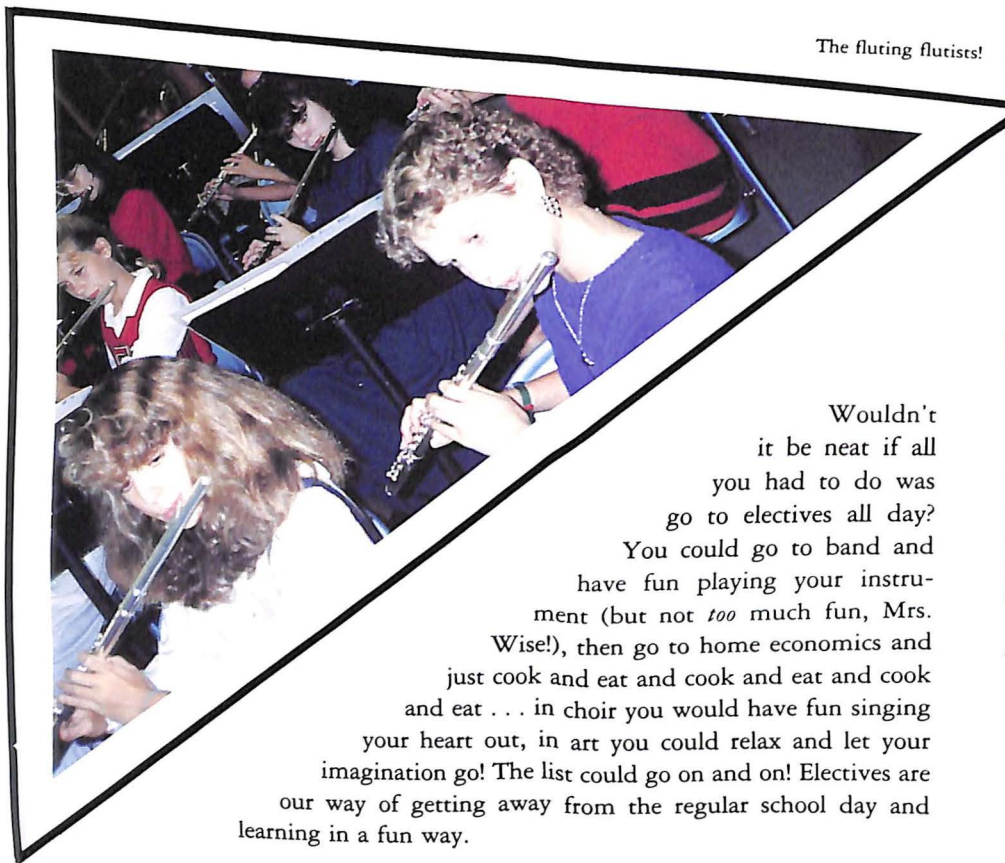 The fluting flutists!
Wouldn't
it be neat if all
you had to do was
go to electives all day?
You could go to band and
have fun playing your instru-
ment (but not too much fun, Mrs.
Wise!), then go to home economics and
just cook and eat and cook and eat and cook
and eat . . . in choir you would have fun singing
your heart out, in art you could relax and let your
imagination go! The list could go on and on! Electives are
our way of getting away from the regular school day and
learning in a fun way.